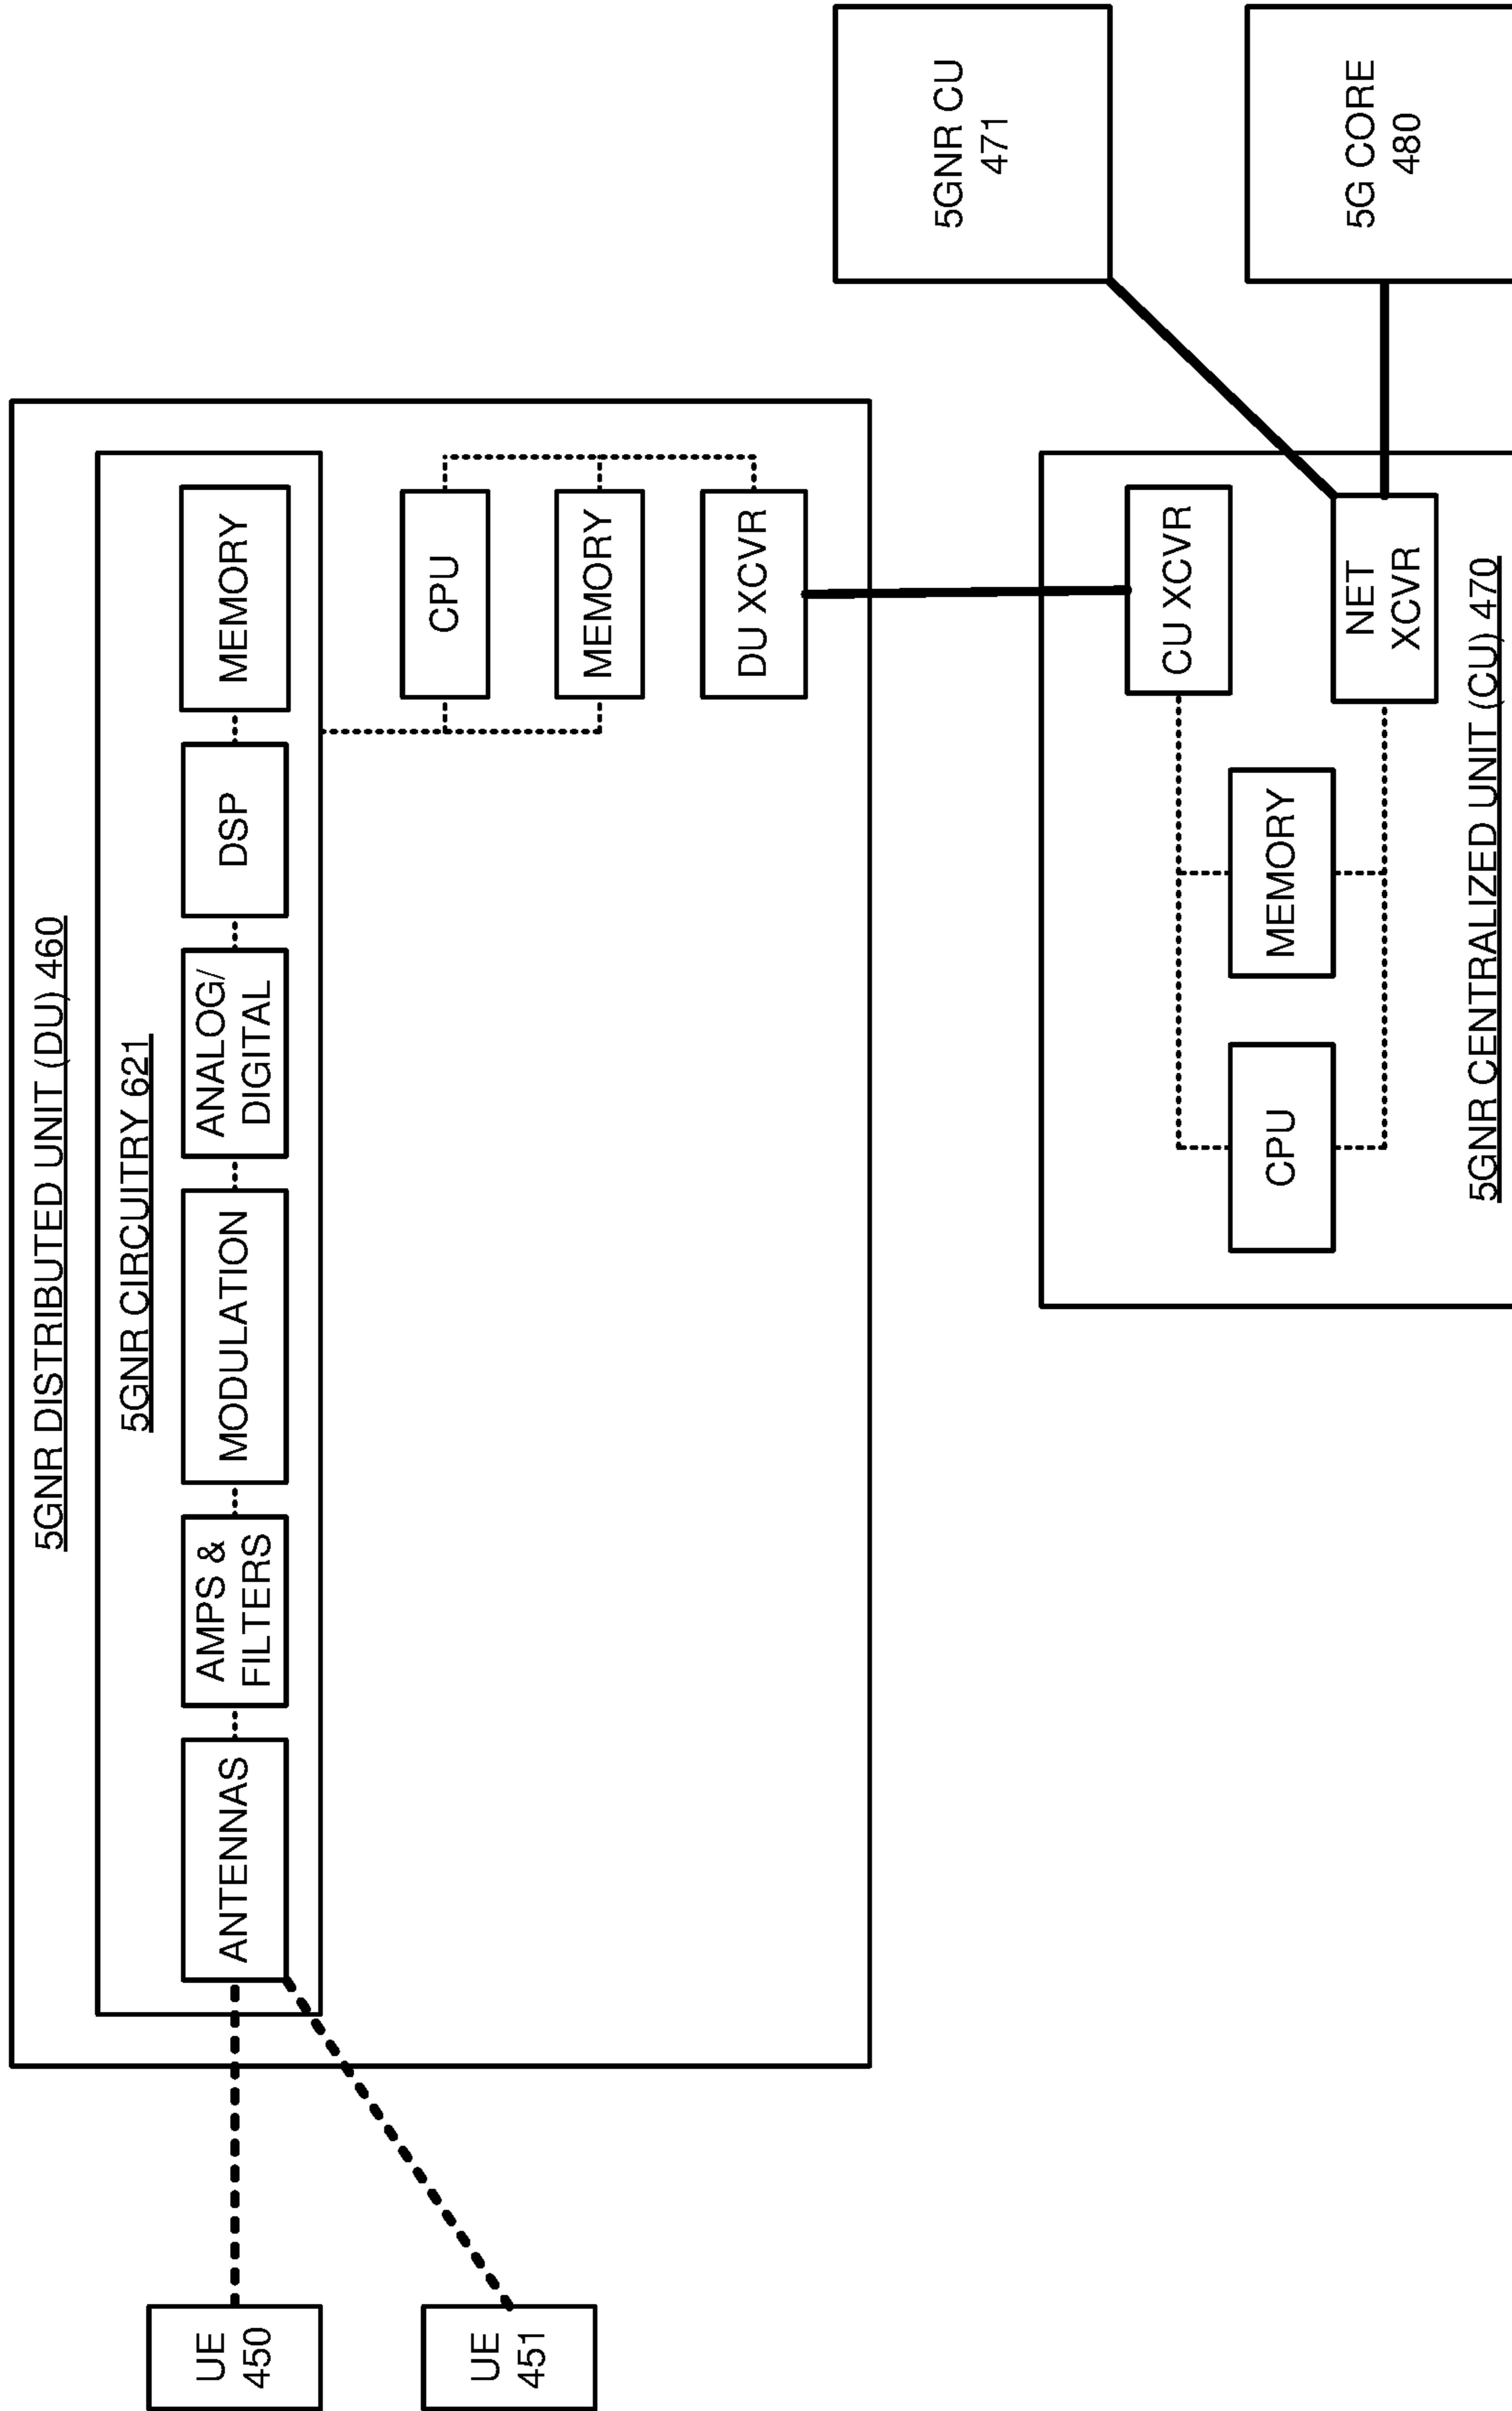 5GNR DISTRIBUTED UNIT (DU) 460
5GNR CIRCUITRY 621
UE
450
UE
451
ANTENNAS
AMPS &
FILTERS
MODULATION
ANALOG/
DIGITAL
DSP
MEMORY
CPU
MEMORY
DU XCVR
5GNR CU
471
CPU
MEMORY
CU XCVR
NET
XCVR
5G CORE
480
5GNR CENTRALIZED UNIT (CU) 470